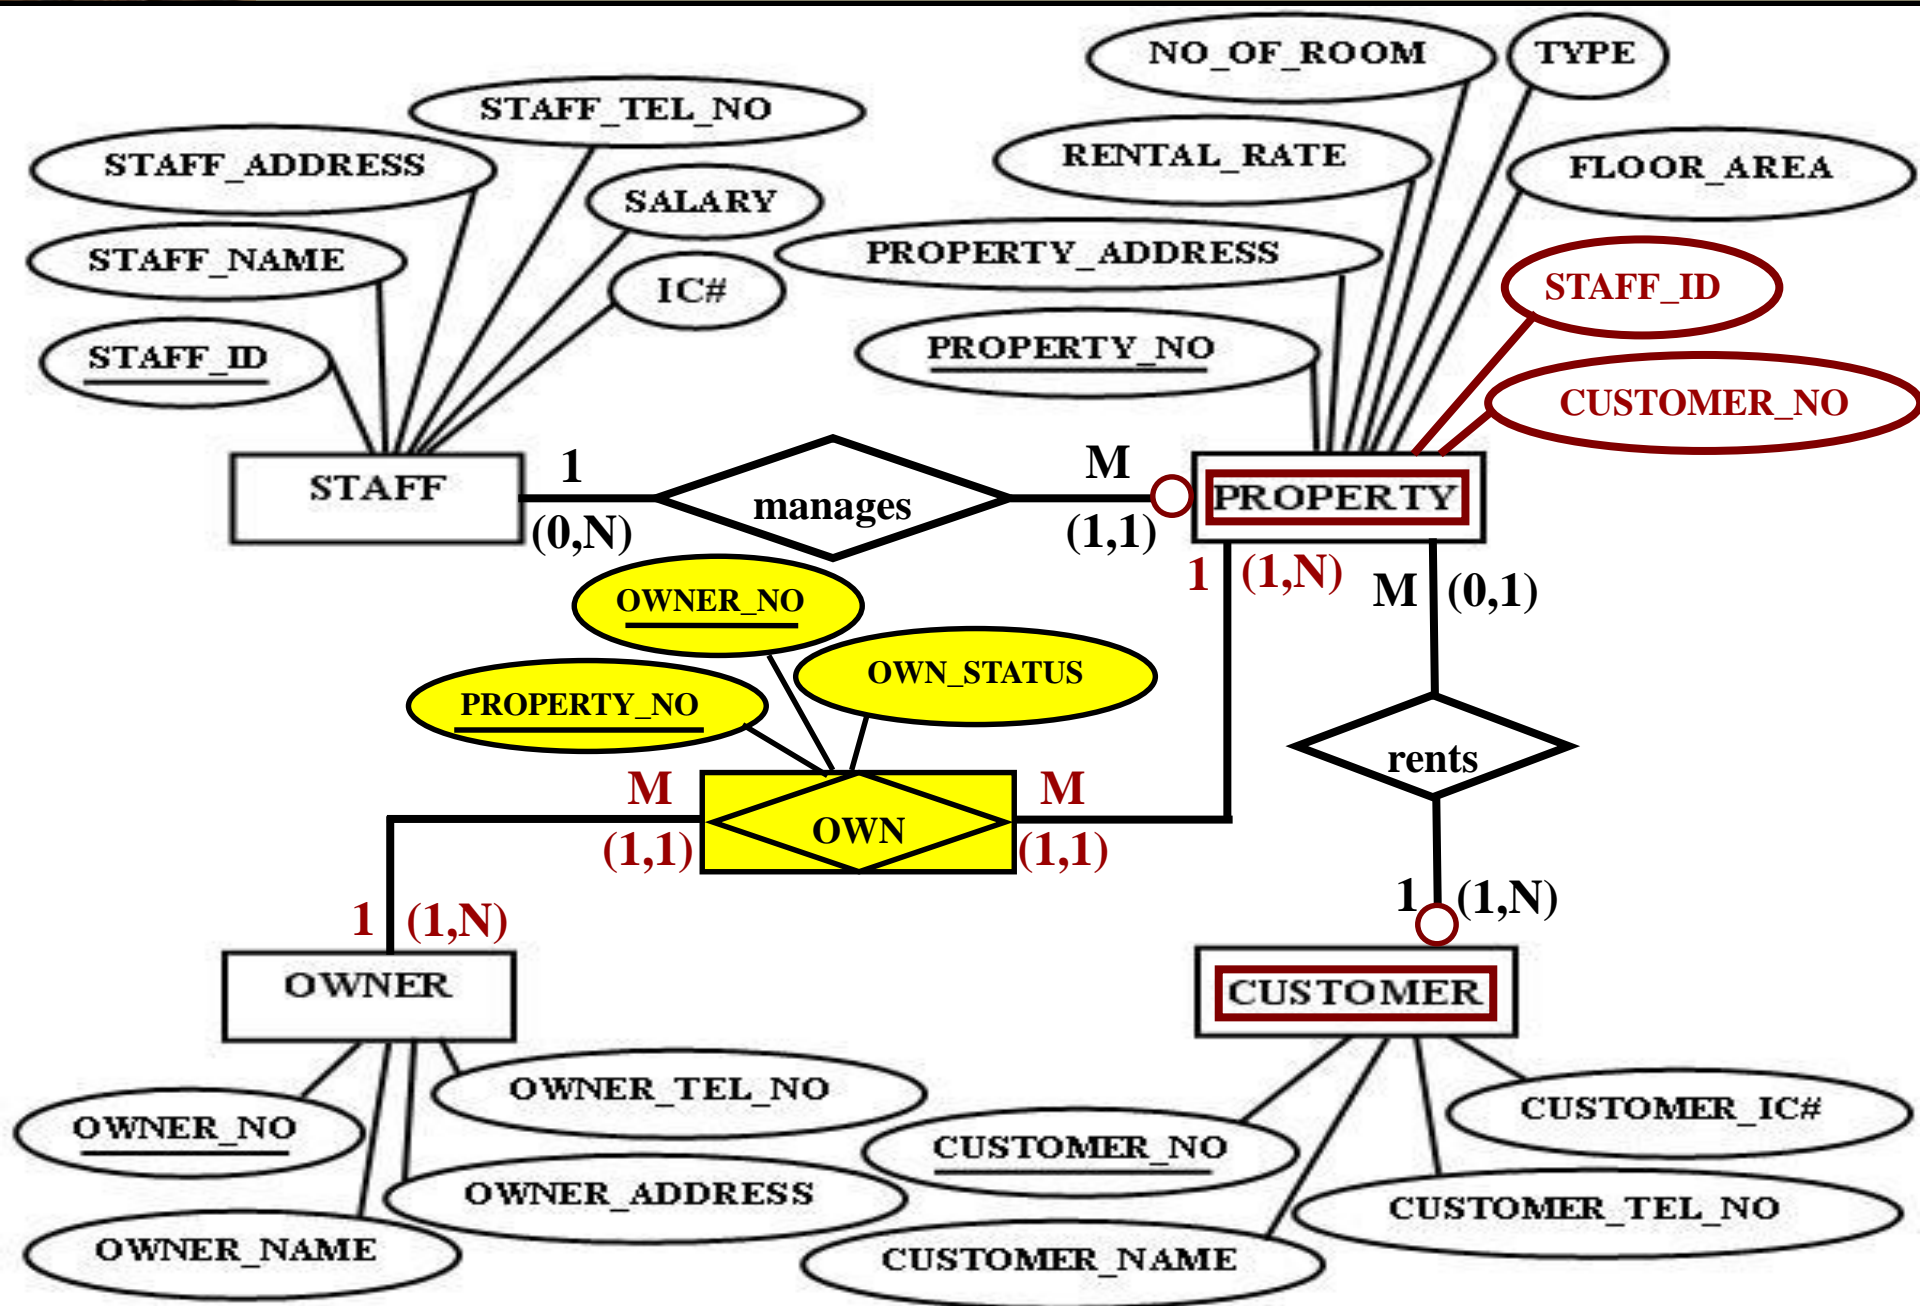 NO_OF_ROOM
TYPE
STAFF_TEL_NO
STAFF_ADDRESS
RENTAL_RATE
FLOOR_AREA
SALARY
STAFF_NAME
PROPERTY_ADDRESS
IC#
STAFF_ID
STAFF_ID
PROPERTY_NO
CUSTOMER_NO
1
M
STAFF
manages
PROPERTY
(0,N)
(1,1)
1
(1,N)
M
(0,1)
OWNER_NO
OWN_STATUS
PROPERTY_NO
rents
M
M
OWN
(1,1)
(1,1)
1
(1,N)
1
(1,N)
OWNER
CUSTOMER
OWNER_TEL_NO
CUSTOMER_IC#
OWNER_NO
CUSTOMER_NO
OWNER_ADDRESS
CUSTOMER_TEL_NO
OWNER_NAME
CUSTOMER_NAME